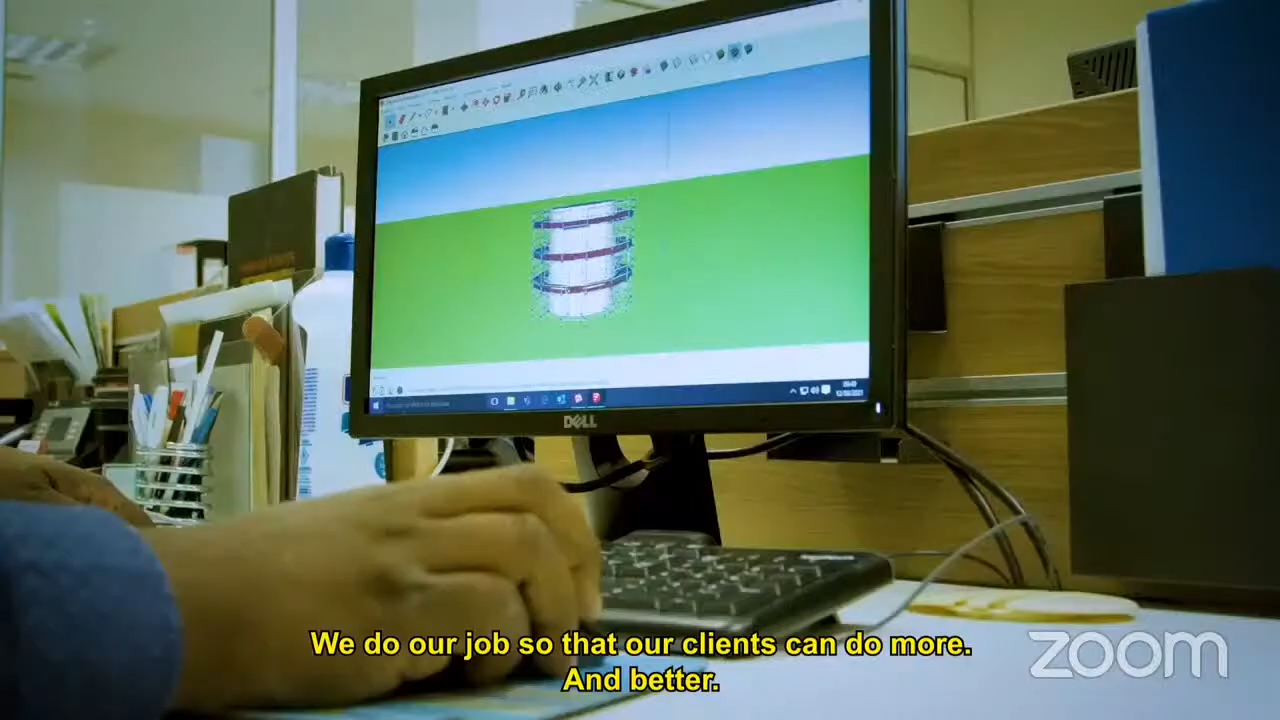 DELL
We do our job so that our clients can do more.
And better.
zoom